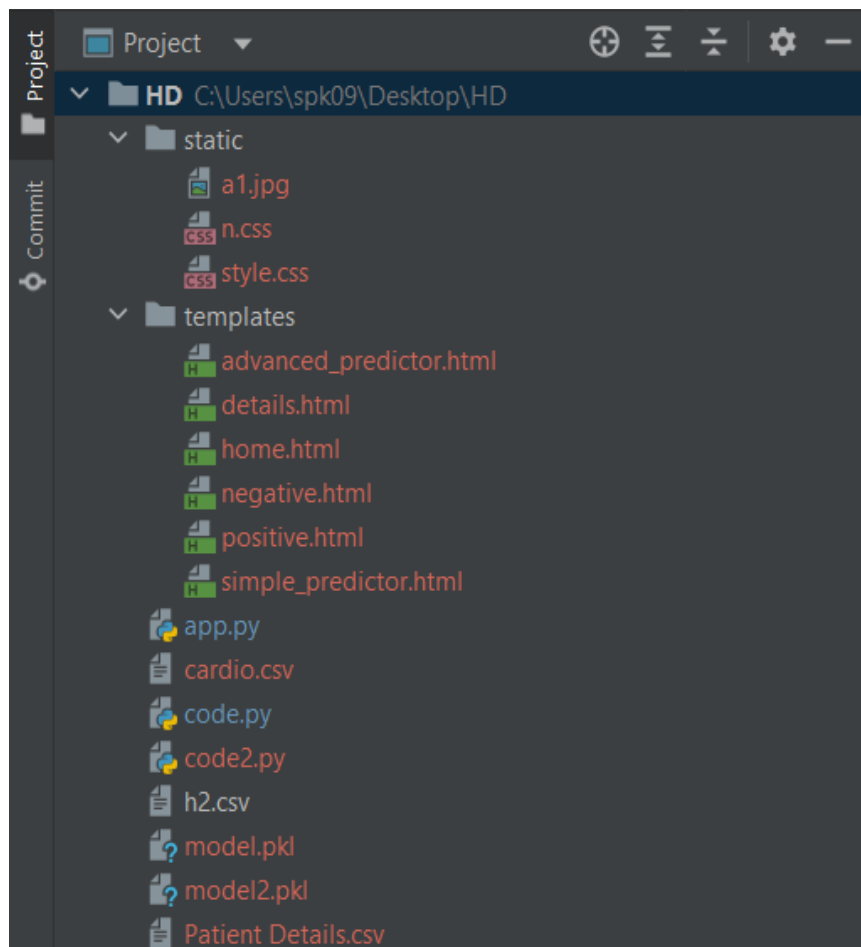 Project
Commit
Project
HD C:\Users\spk09\Desktop\HD
static
a1.jpg
CSS n.css
CSS style.css
templates
H advanced_predictor.html
H details.html
H home.html
H negative.html
H positive.html
H simple_predictor.html
app.py
cardio.csv
code.py
code2.py
h2.csv
? model.pkl
? model2.pkl
Patient Details.csv